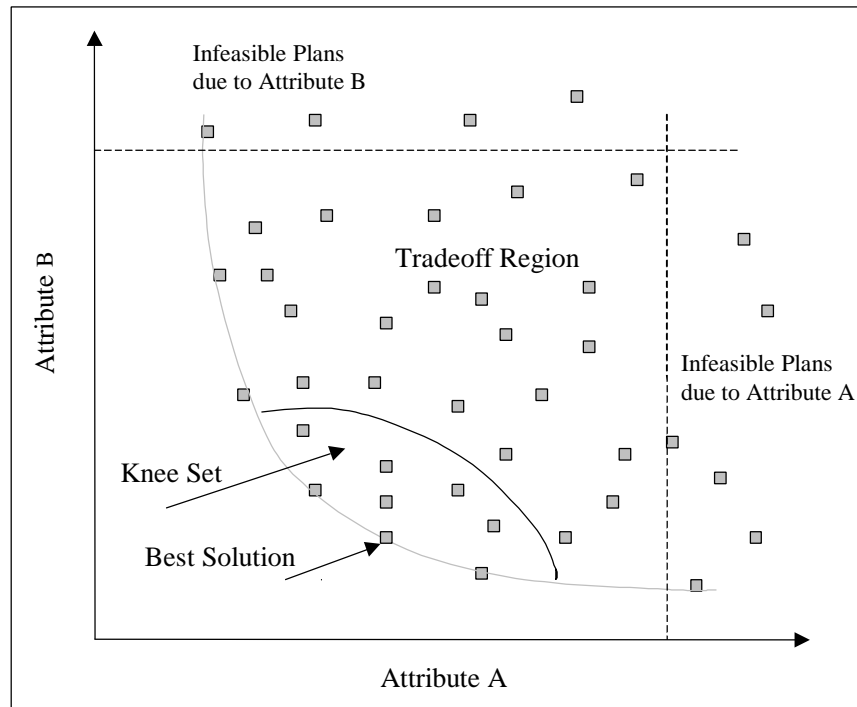 Infeasible Plans
due to Attribute B
Tradeoff Region
Attribute B
Infeasible Plans
due to Attribute A
Knee Set
Best Solution
Attribute A